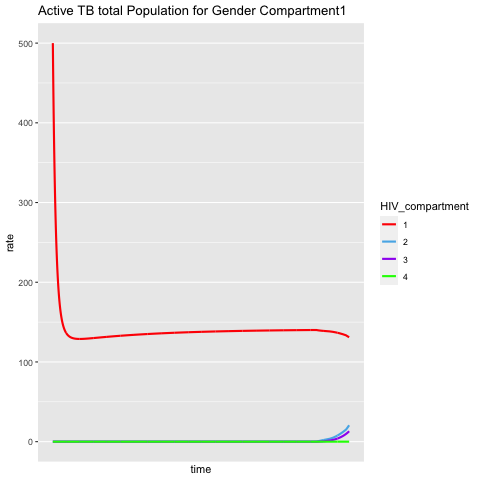 Active TB total Population for Gender Compartment1
500
400
300
200
100
0
rate
time
HIV_compartment
1
2
3
4